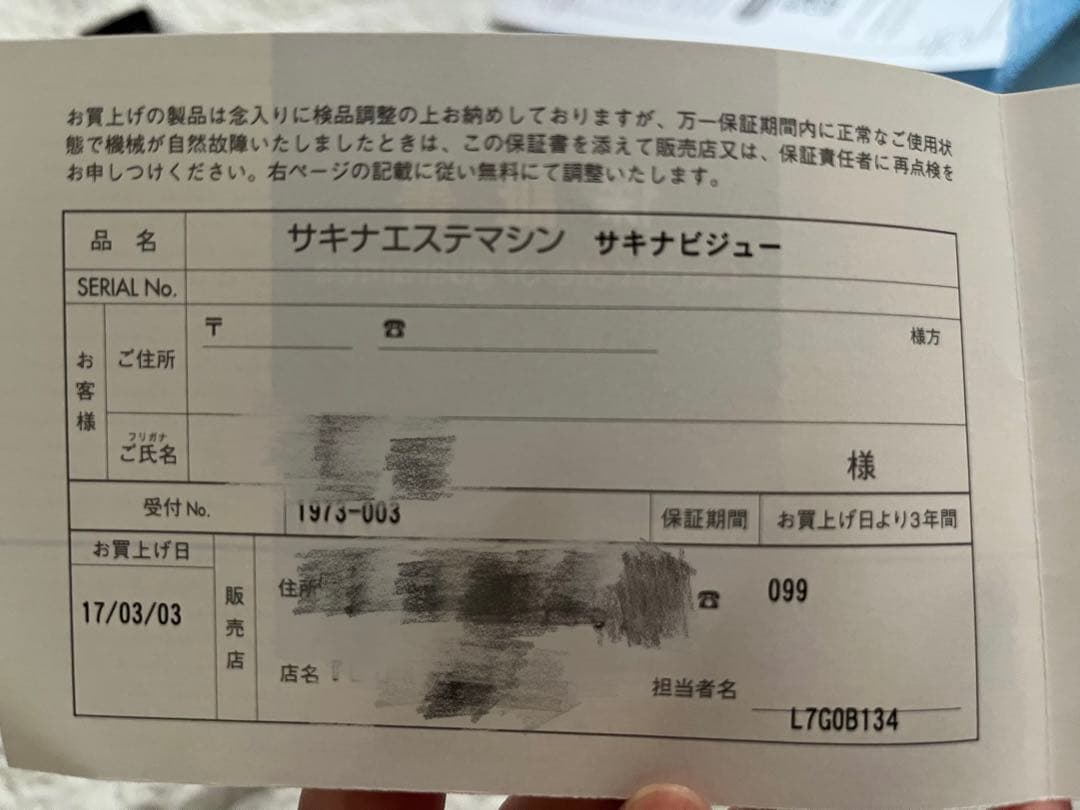 お買上げの製品は念入りに検品調整の上お納めしておりますが、万一保証期間内に正常なご使用状
態で機械が自然故障いたしましたときは、この保証書を添えて販売店又は、保証責任者に再点検を
お申しつけください。右ページの記載に従い無料にて調整いたします。
品名 サキナエステマシン サキナビジュー
SERIAL No.
お客様
ご住所 〒 ☎ 様方
フリガナ
ご氏名 様
受付No. 1973-003 保証期間 お買上げ日より3年間
お買上げ日
17/03/03
販売店
住所 ☎ 099
店名
担当者名
L7G0B134